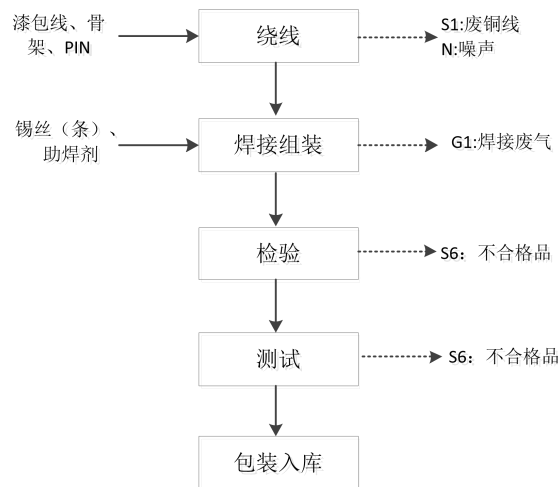 漆包线、骨
架、PIN
绕线
S1:废铜线
N:噪声
锡丝（条）、
助焊剂
焊接组装
G1:焊接废气
检验
S6：不合格品
测试
S6：不合格品
包装入库